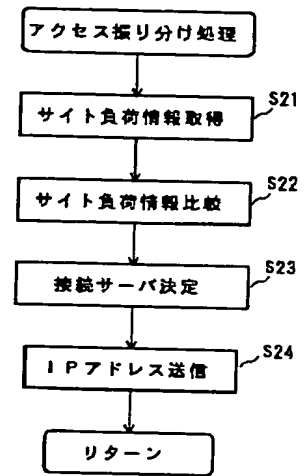 アクセス振り分け処理
S21
サイト負荷情報取得
S22
サイト負荷情報比較
S23
接続サーバ決定
S24
IPアドレス送信
リターン